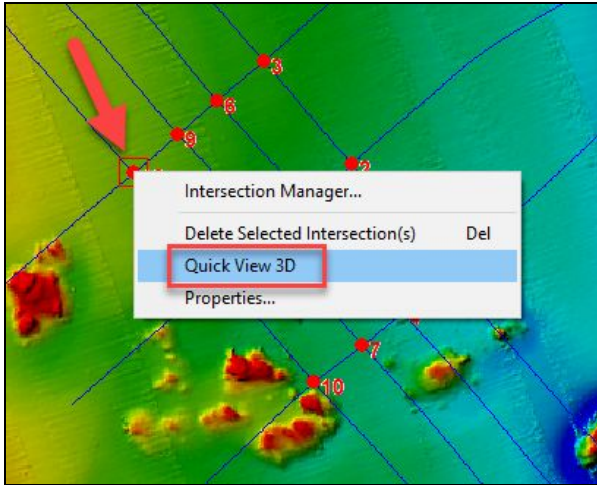 3
6
9
2
Intersection Manager...
Delete Selected Intersection(s) Del
Quick View 3D
Properties...
7
10